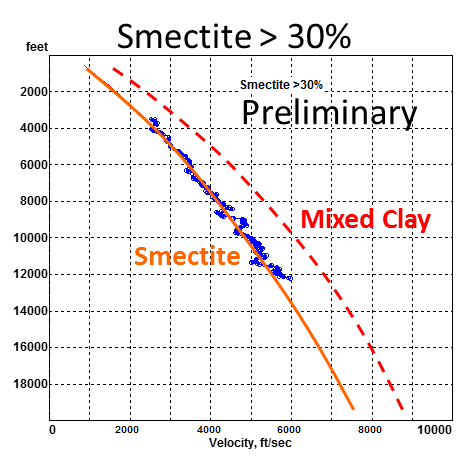 Smectite > 30%
feet
Smectite >30%
2000
Preliminary
4000
6000
8000
Mixed Clay
10000
Smectite
12000
14000
16000
18000
0 2000 4000 6000 8000 10000
Velocity, ft/sec